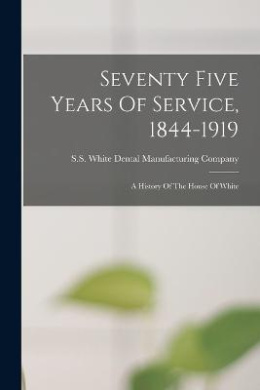 Seventy Five
Years Of Service,
1844-1919
S.S. White Dental Manufacturing Company
A History Of The House Of White